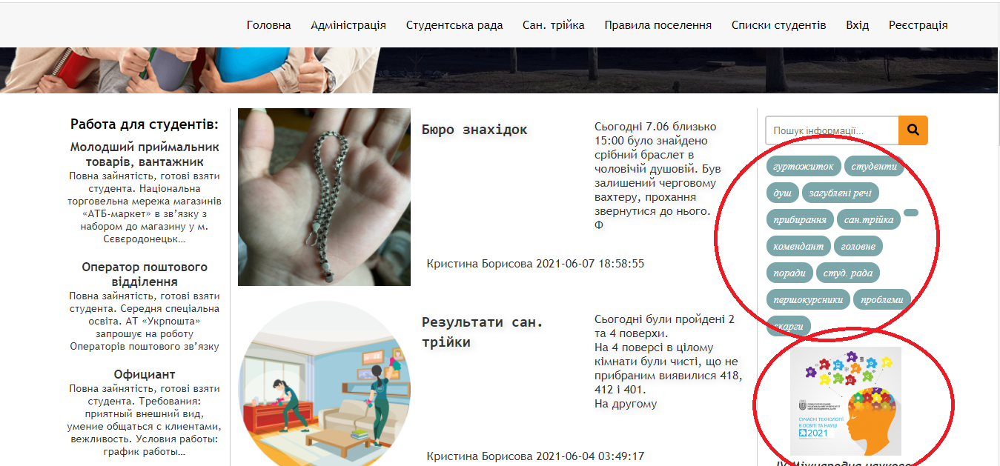 Головна Адміністрація Студентська рада Сан. трійка Правила поселення Списки студентів Вхід Реєстрація
Работа для студентів:
Молодший приймальник
товарів, вантажник
Повна зайнятість, готові взяти
студента. Національна
торговельна мережа магазинів
«АТБ-маркет» в зв’язку з
набором до магазину у м.
Сєвєродонецьк...
Оператор поштового
відділення
Повна зайнятість, готові взяти
студента. Середня спеціальна
освіта. АТ «Укрпошта»
запрошує на роботу
Операторів поштового зв’язку
Официант
Повна зайнятість, готові взяти
студента. Требования:
приятный внешний вид,
умение общаться с клиентами,
вежливость. Условия работы:
график работы...
Бюро знахідок
Сьогодні 7.06 близько
15:00 було знайдено
срібний браслет в
чоловічій душовій. Був
залишений черговому
вахтеру, прохання
звернутися до нього.
Ф
Кристина Борисова 2021-06-07 18:58:55
Результати сан.
трійки
Сьогодні були пройдені 2
та 4 поверхи.
На 4 поверсі в цілому
кімнати були чисті, що не
прибраним виявилися 418,
412 і 401.
На другому
Кристина Борисова 2021-06-04 03:49:17
Пошук інформації...
гуртожиток студенти
душ загублені речі
прибирання сан.трійка
комендант головне
поради студ. рада
першокурсники проблеми
скарги
СУЧАСНІ ТЕХНОЛОГІЇ
В ОСВІТІ ТА НАУЦІ
2021
IV Міжнародна науково